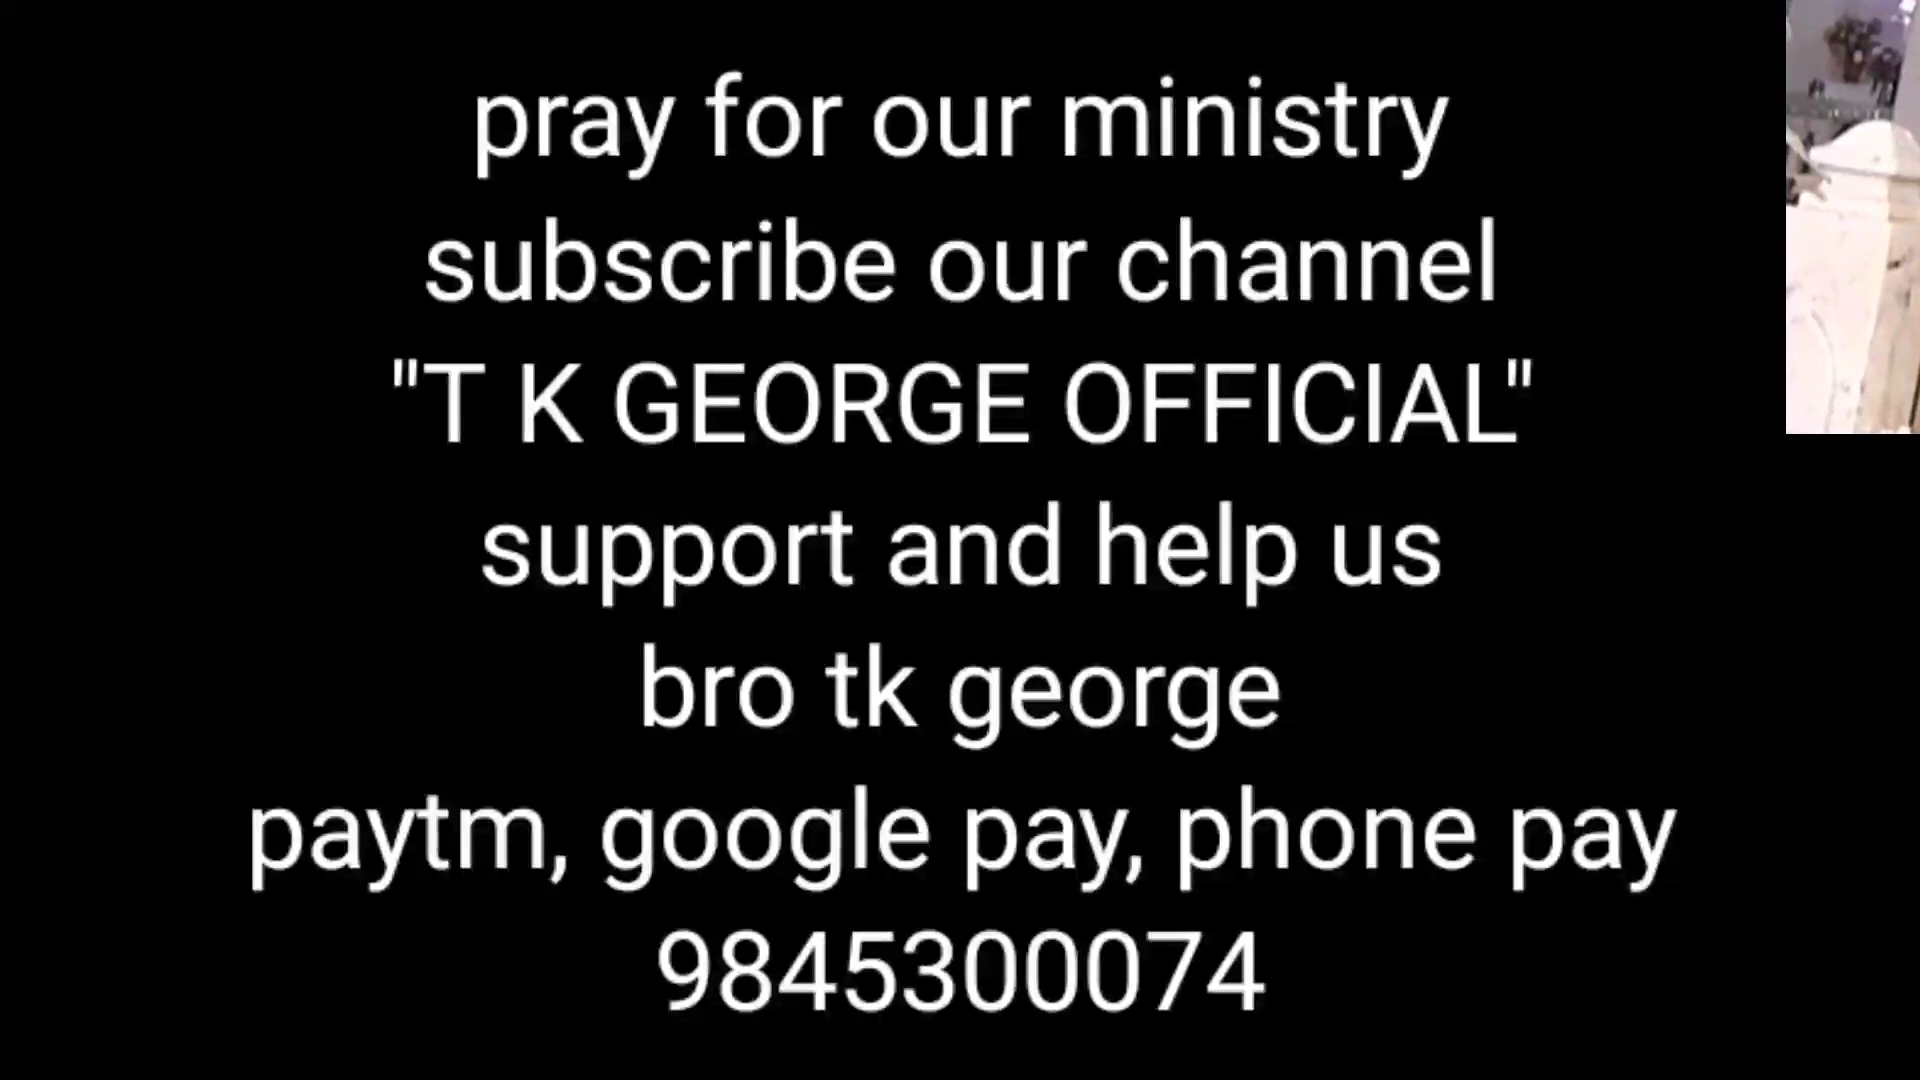 pray for our ministry
subscribe our channel
"T K GEORGE OFFICIAL"
support and help us
bro tk george
paytm, google pay, phone pay
9845300074